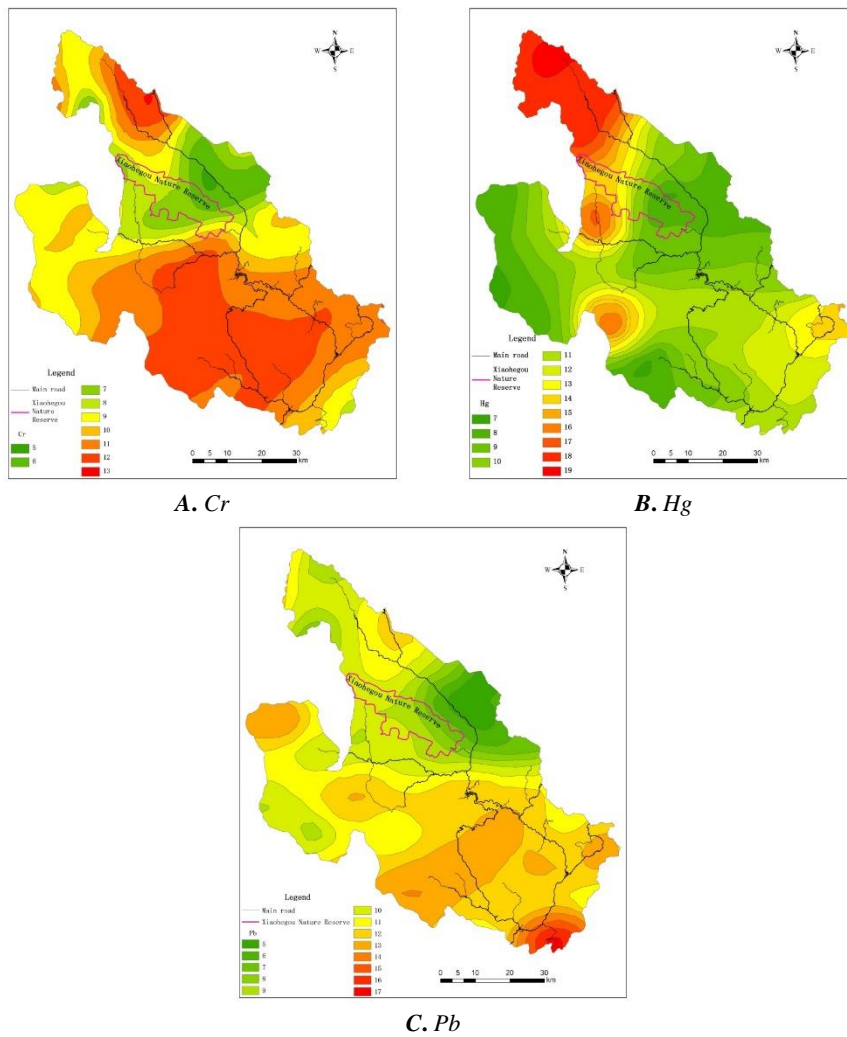 N
W E
S
Xiaohegou Nature Reserve
Legend
Main road
Xiaohegou
Nature
Reserve
Cr
5
6
7
8
9
10
11
12
13
0 5 10 20 30
km
A. Cr
N
W E
S
Xiaohegou Nature Reserve
Legend
Main road
Xiaohegou
Nature
Reserve
Hg
7
8
9
10
11
12
13
14
15
16
17
18
19
0 5 10 20 30
km
B. Hg
N
W E
S
Xiaohegou Nature Reserve
Legend
Main road
Xiaohegou Nature Reserve
Pb
5
6
7
8
9
10
11
12
13
14
15
16
17
0 5 10 20 30
km
C. Pb